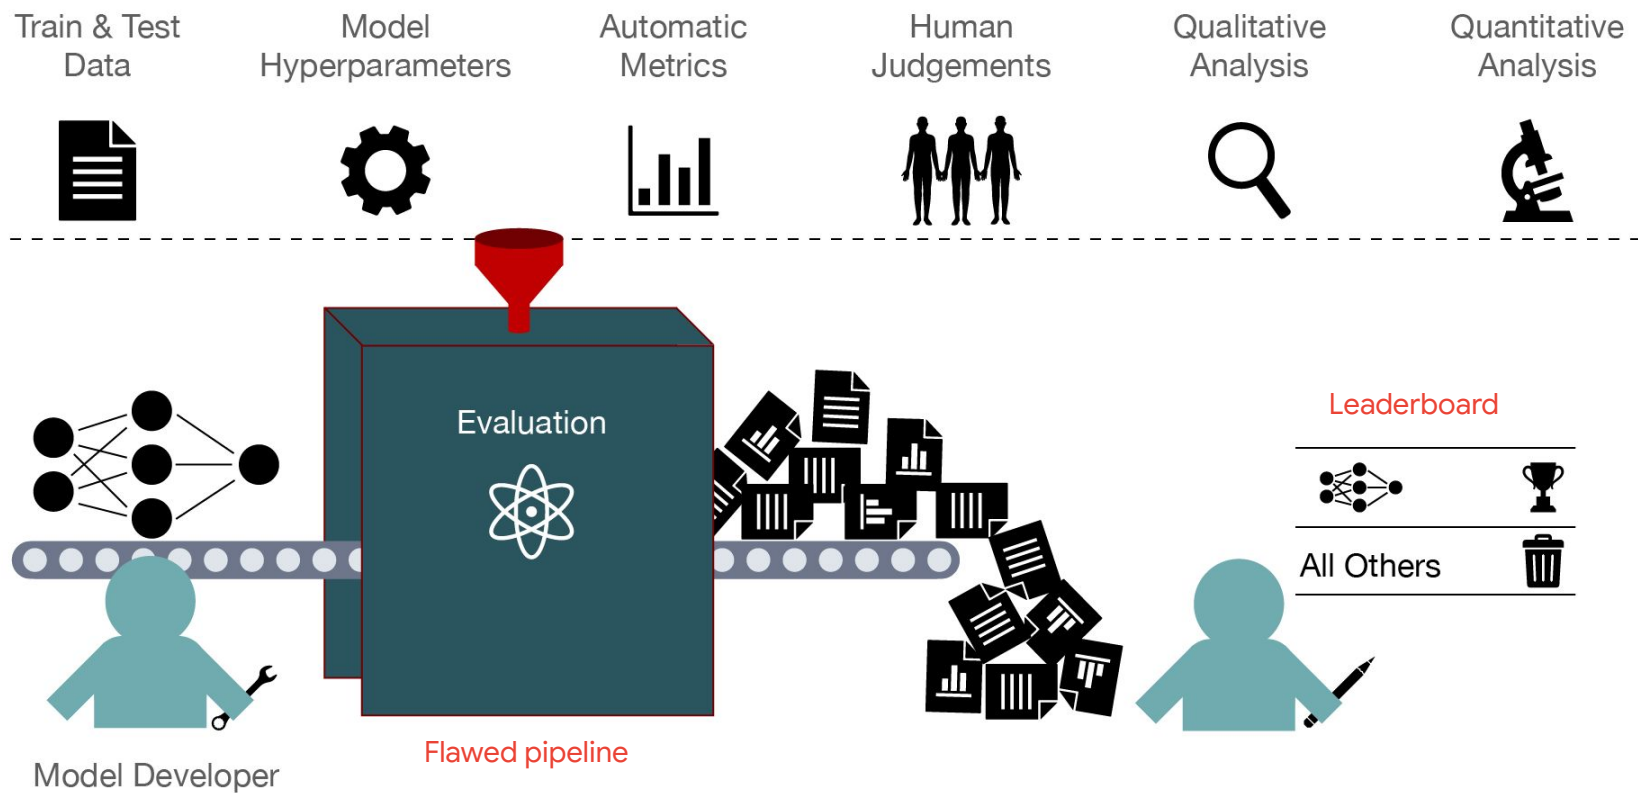 Train & Test
Data
Model
Hyperparameters
Automatic
Metrics
Human
Judgements
Qualitative
Analysis
Quantitative
Analysis
Evaluation
Leaderboard
All Others
Flawed pipeline
Model Developer